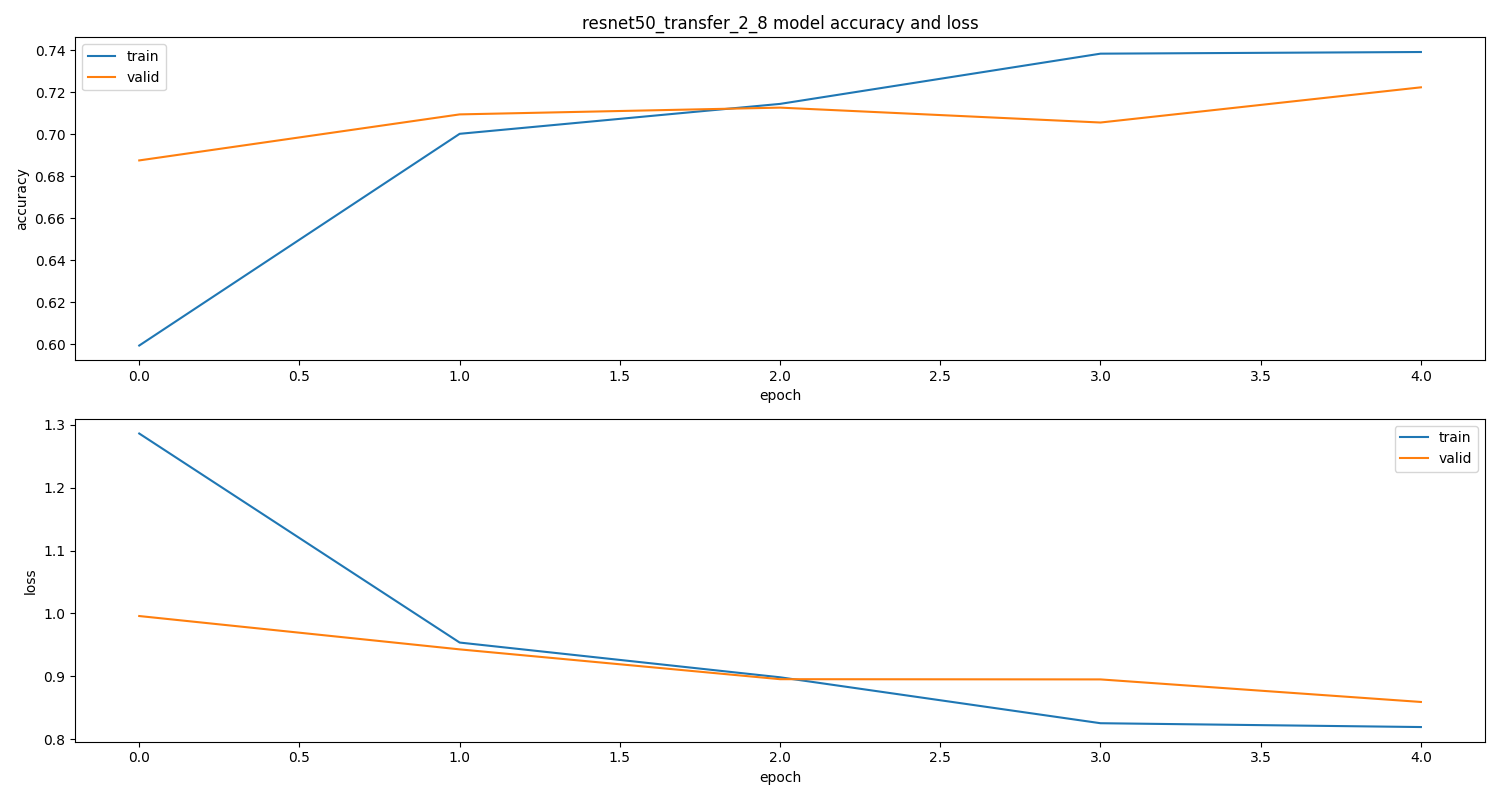 resnet50_transfer_2_8 model accuracy and loss
train
valid
0.74
0.72
0.70
0.68
0.66
0.64
0.62
0.60
accuracy
0.0 0.5 1.0 1.5 2.0 2.5 3.0 3.5 4.0
epoch
train
valid
1.3
1.2
1.1
1.0
0.9
0.8
loss
0.0 0.5 1.0 1.5 2.0 2.5 3.0 3.5 4.0
epoch